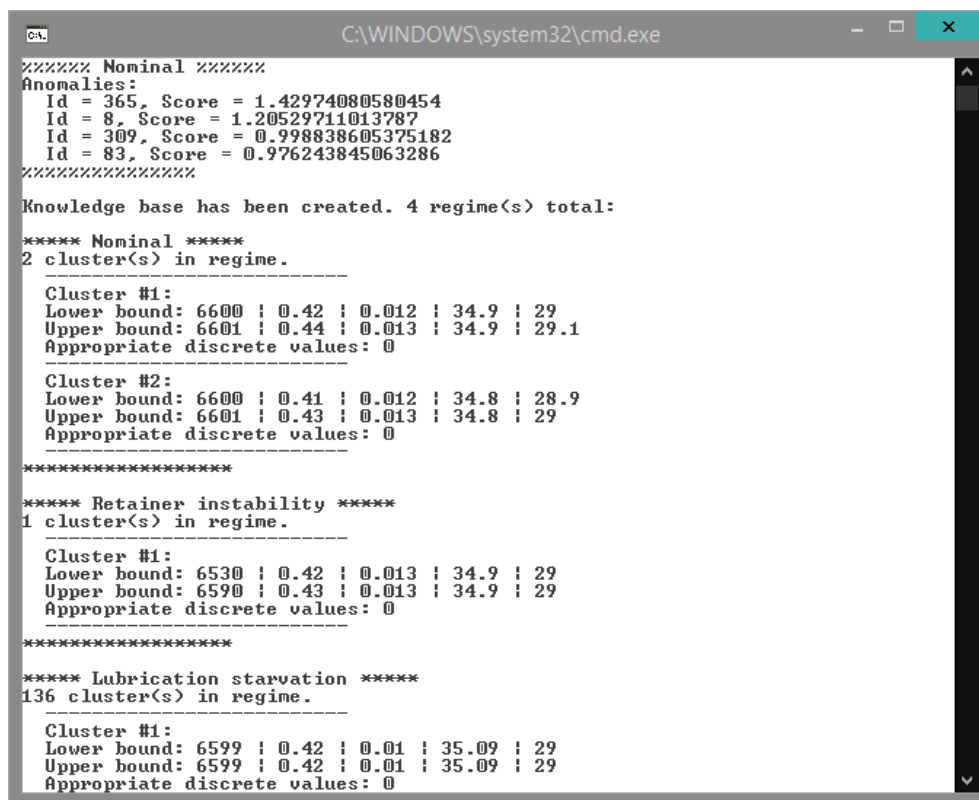 C:\WINDOWS\system32\cmd.exe
%%%%%% Nominal %%%%%%
Anomalies:
Id = 365, Score = 1.42974080580454
Id = 8, Score = 1.20529711013787
Id = 309, Score = 0.998838605375182
Id = 83, Score = 0.976243845063286
%%%%%%%%%%%%%%%
Knowledge base has been created. 4 regime(s) total:
***** Nominal *****
2 cluster(s) in regime.
--------------------------
Cluster #1:
Lower bound: 6600 | 0.42 | 0.012 | 34.9 | 29
Upper bound: 6601 | 0.44 | 0.013 | 34.9 | 29.1
Appropriate discrete values: 0
--------------------------
Cluster #2:
Lower bound: 6600 | 0.41 | 0.012 | 34.8 | 28.9
Upper bound: 6601 | 0.43 | 0.013 | 34.8 | 29
Appropriate discrete values: 0
--------------------------
******************
***** Retainer instability *****
1 cluster(s) in regime.
--------------------------
Cluster #1:
Lower bound: 6530 | 0.42 | 0.013 | 34.9 | 29
Upper bound: 6590 | 0.43 | 0.013 | 34.9 | 29
Appropriate discrete values: 0
--------------------------
******************
***** Lubrication starvation *****
136 cluster(s) in regime.
--------------------------
Cluster #1:
Lower bound: 6599 | 0.42 | 0.01 | 35.09 | 29
Upper bound: 6599 | 0.42 | 0.01 | 35.09 | 29
Appropriate discrete values: 0